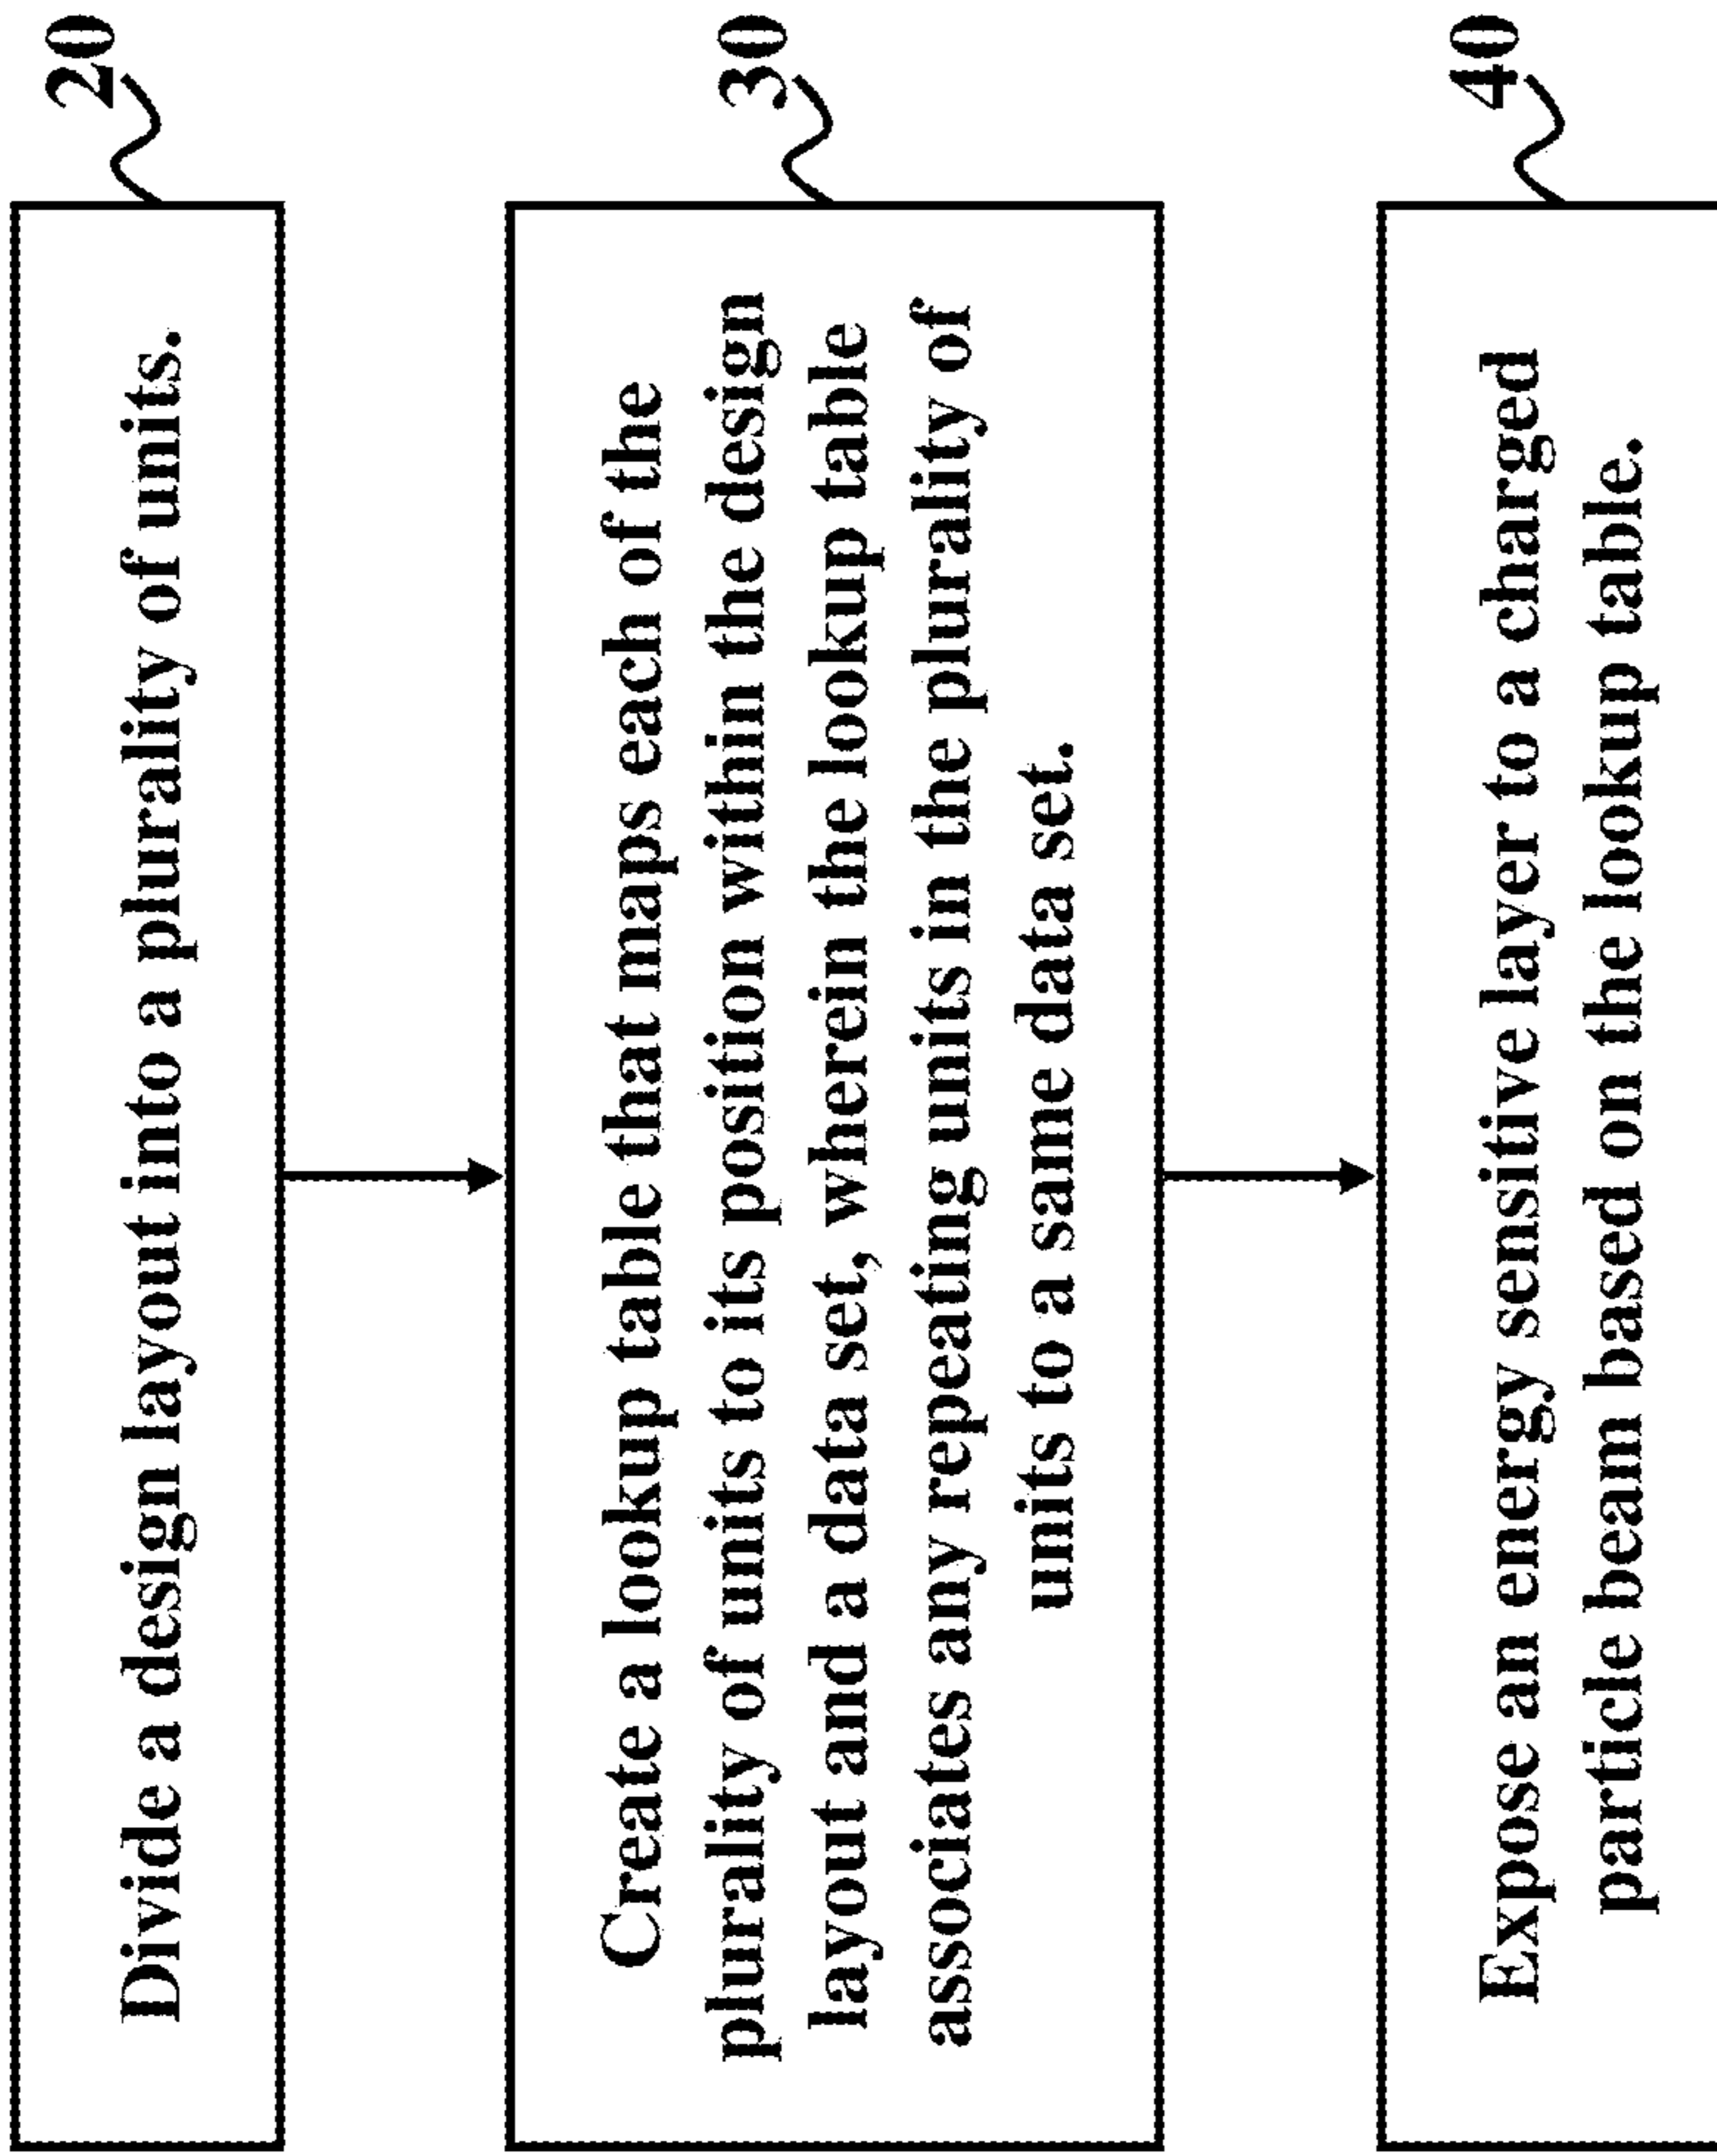 20
Divide a design layout into a plurality of units.
30
Create a lookup table that maps each of the
plurality of units to its position within the design
layout and a data set, wherein the lookup table
associates any repeating units in the plurality of
units to a same data set.
40
Expose an energy sensitive layer to a charged
particle beam based on the lookup table.